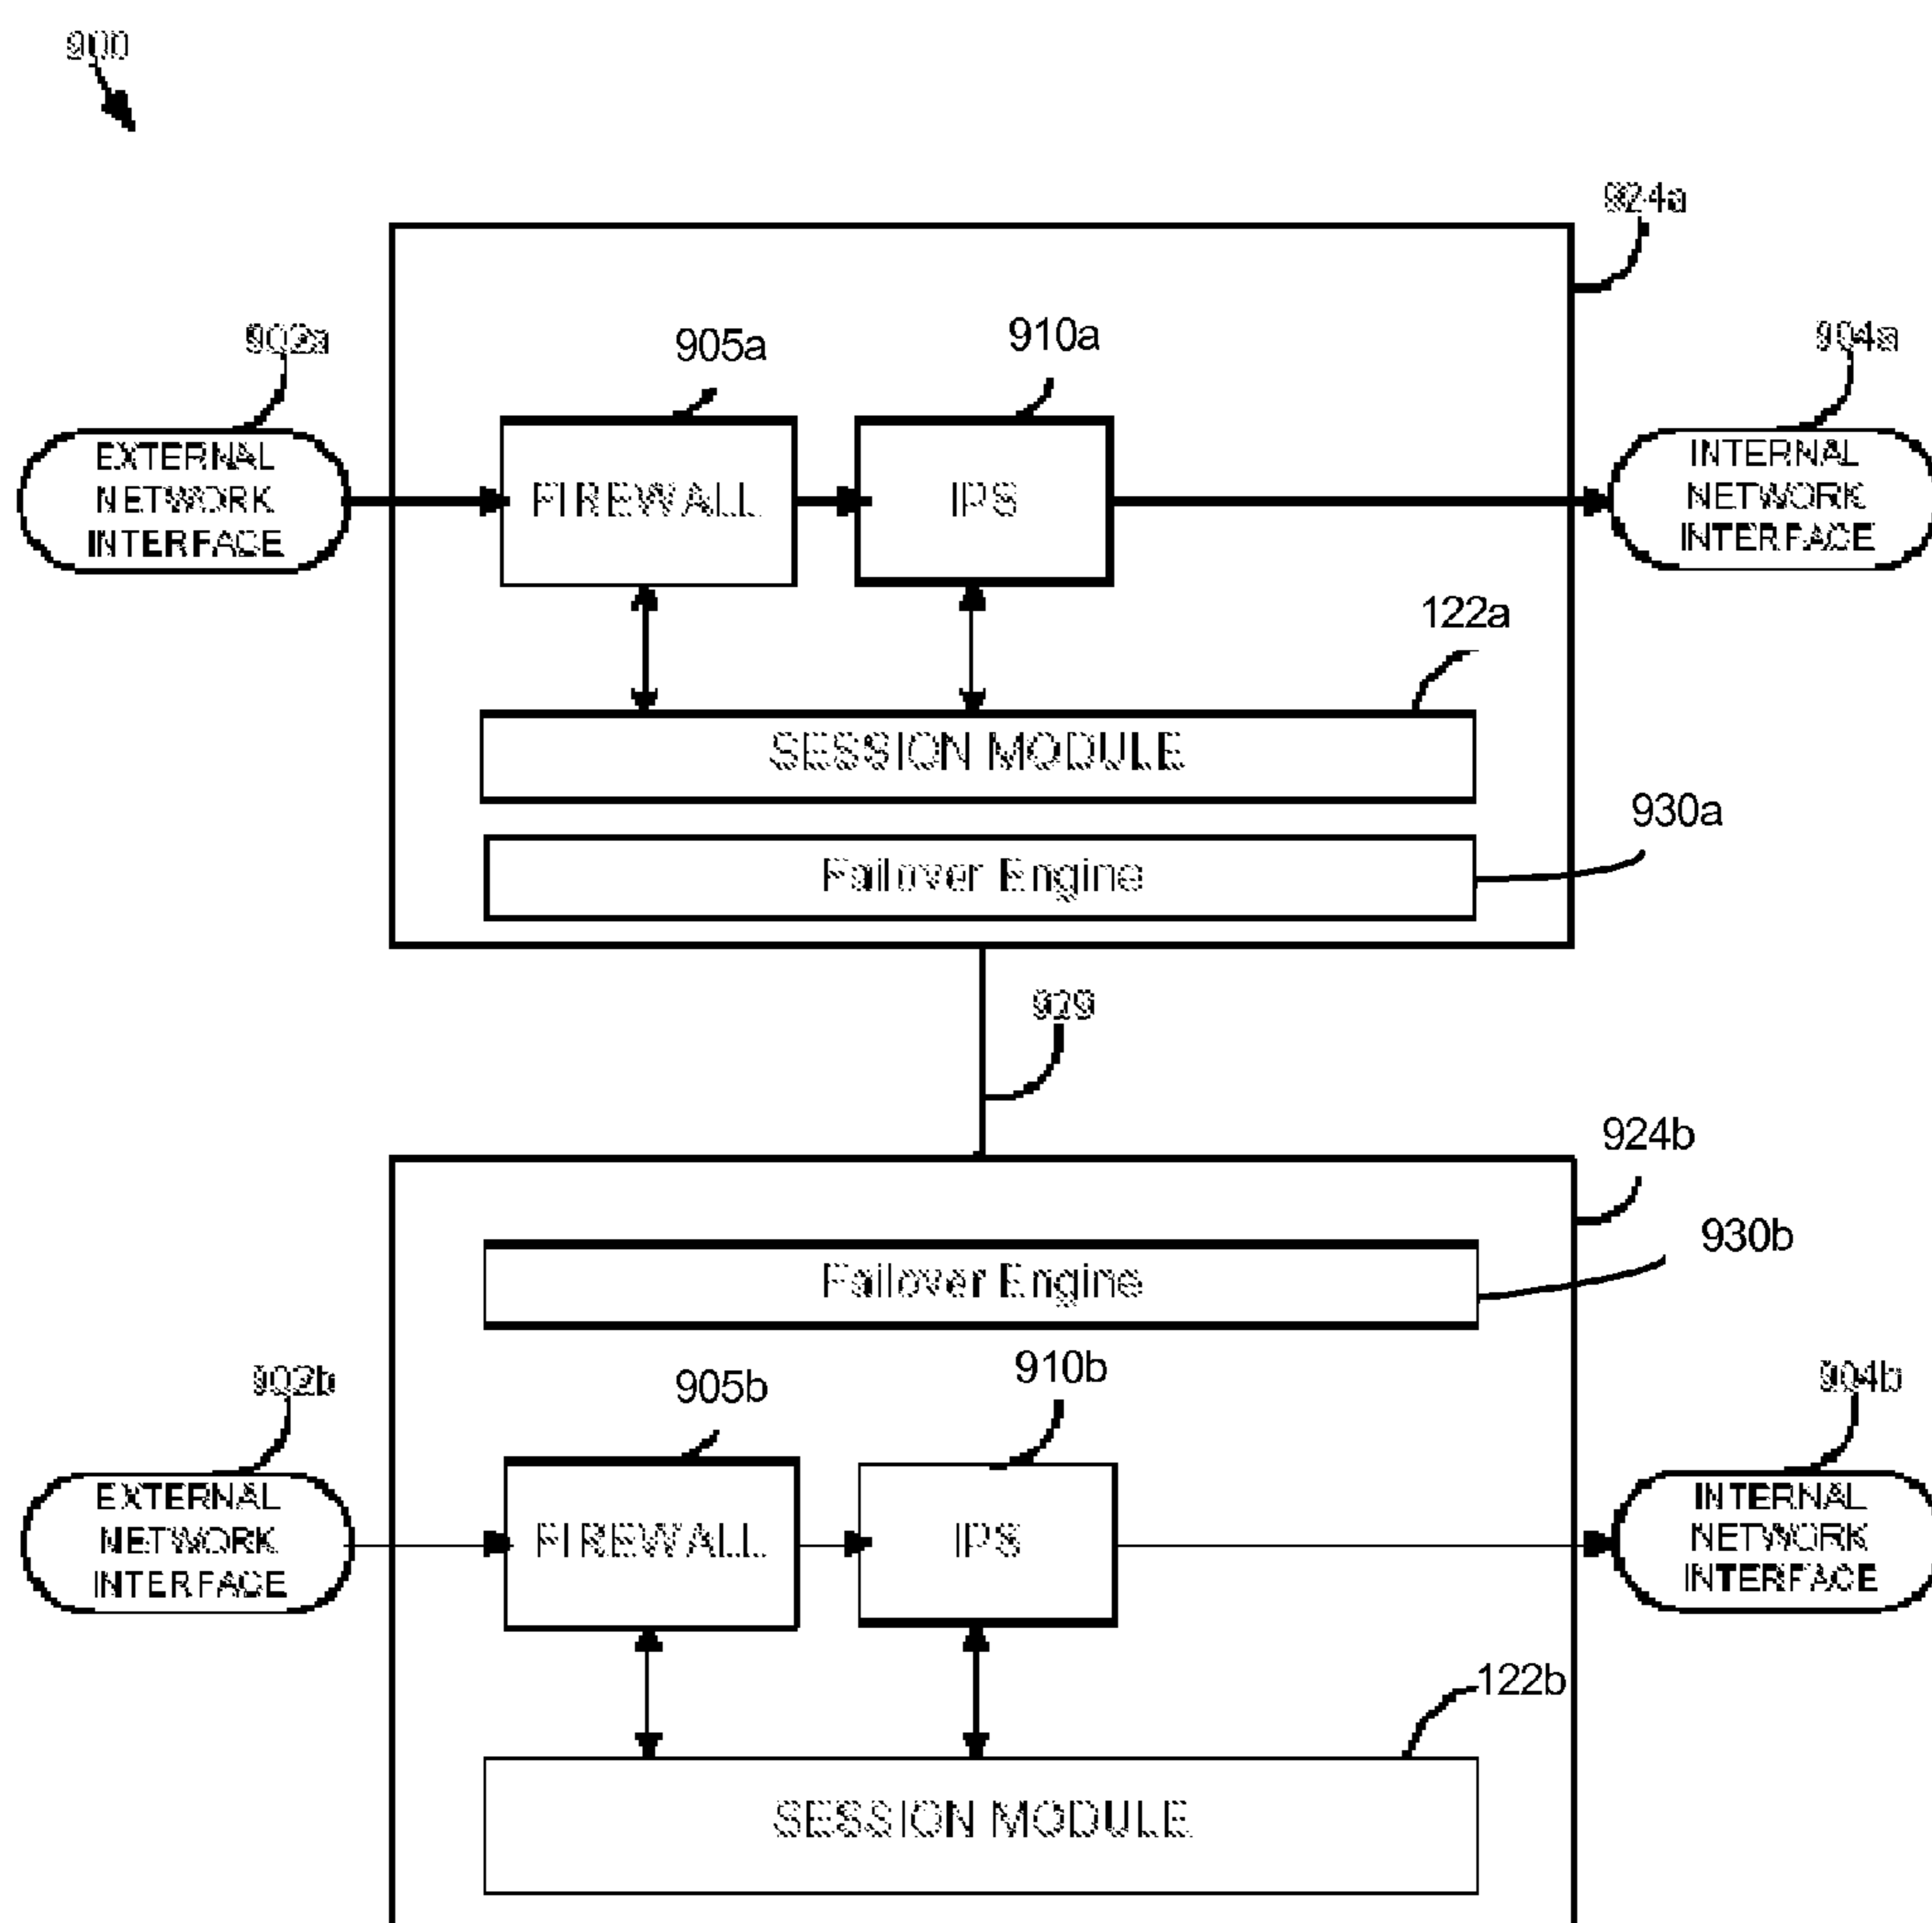 900
924a
902a
905a
910a
904a
EXTERNAL
NETWORK
INTERFACE
FIREWALL
IPS
INTERNAL
NETWORK
INTERFACE
122a
SESSION MODULE
930a
Failover Engine
929
924b
930b
Failover Engine
902b
905b
910b
904b
EXTERNAL
NETWORK
INTERFACE
FIREWALL
IPS
INTERNAL
NETWORK
INTERFACE
122b
SESSION MODULE